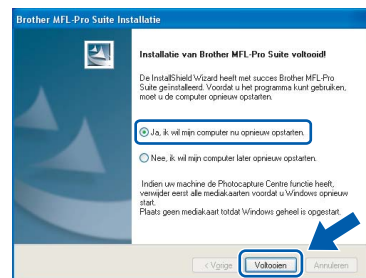 Brother MFL-Pro Suite Installatie
Installatie van Brother MFL-Pro Suite voltooid!
De InstallShield Wizard heeft met succes Brother MFL-Pro
Suite geïnstalleerd. Voordat u het programma kunt gebruiken,
moet u de computer opnieuw opstarten.
Ja, ik wil mijn computer nu opnieuw opstarten.
Nee, ik wil mijn computer later opnieuw opstarten.
Indien uw machine de Photocapture Centre functie heeft,
verwijder eerst alle mediakaarten voordat u Windows opnieuw
start.
Plaats geen mediakaart totdat Windows geheel is opgestart.
< Vorige
Voltooien
Annuleren